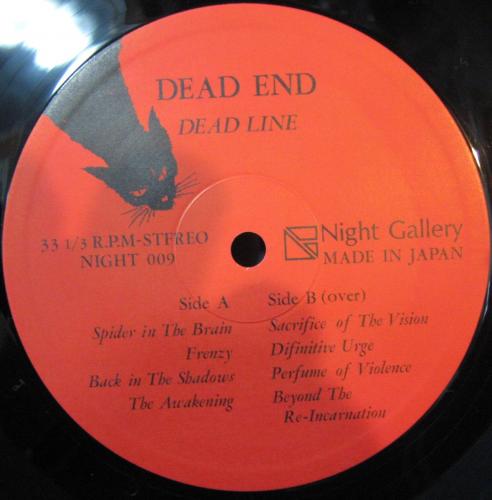 DEAD END
DEAD LINE
33 1/3 R.P.M-STEREO
NIGHT 009
Night Gallery
MADE IN JAPAN
Side A
Spider in The Brain
Frenzy
Back in The Shadows
The Awakening
Side B (over)
Sacrifice of The Vision
Difinitive Urge
Perfume of Violence
Beyond The
Re-Incarnation